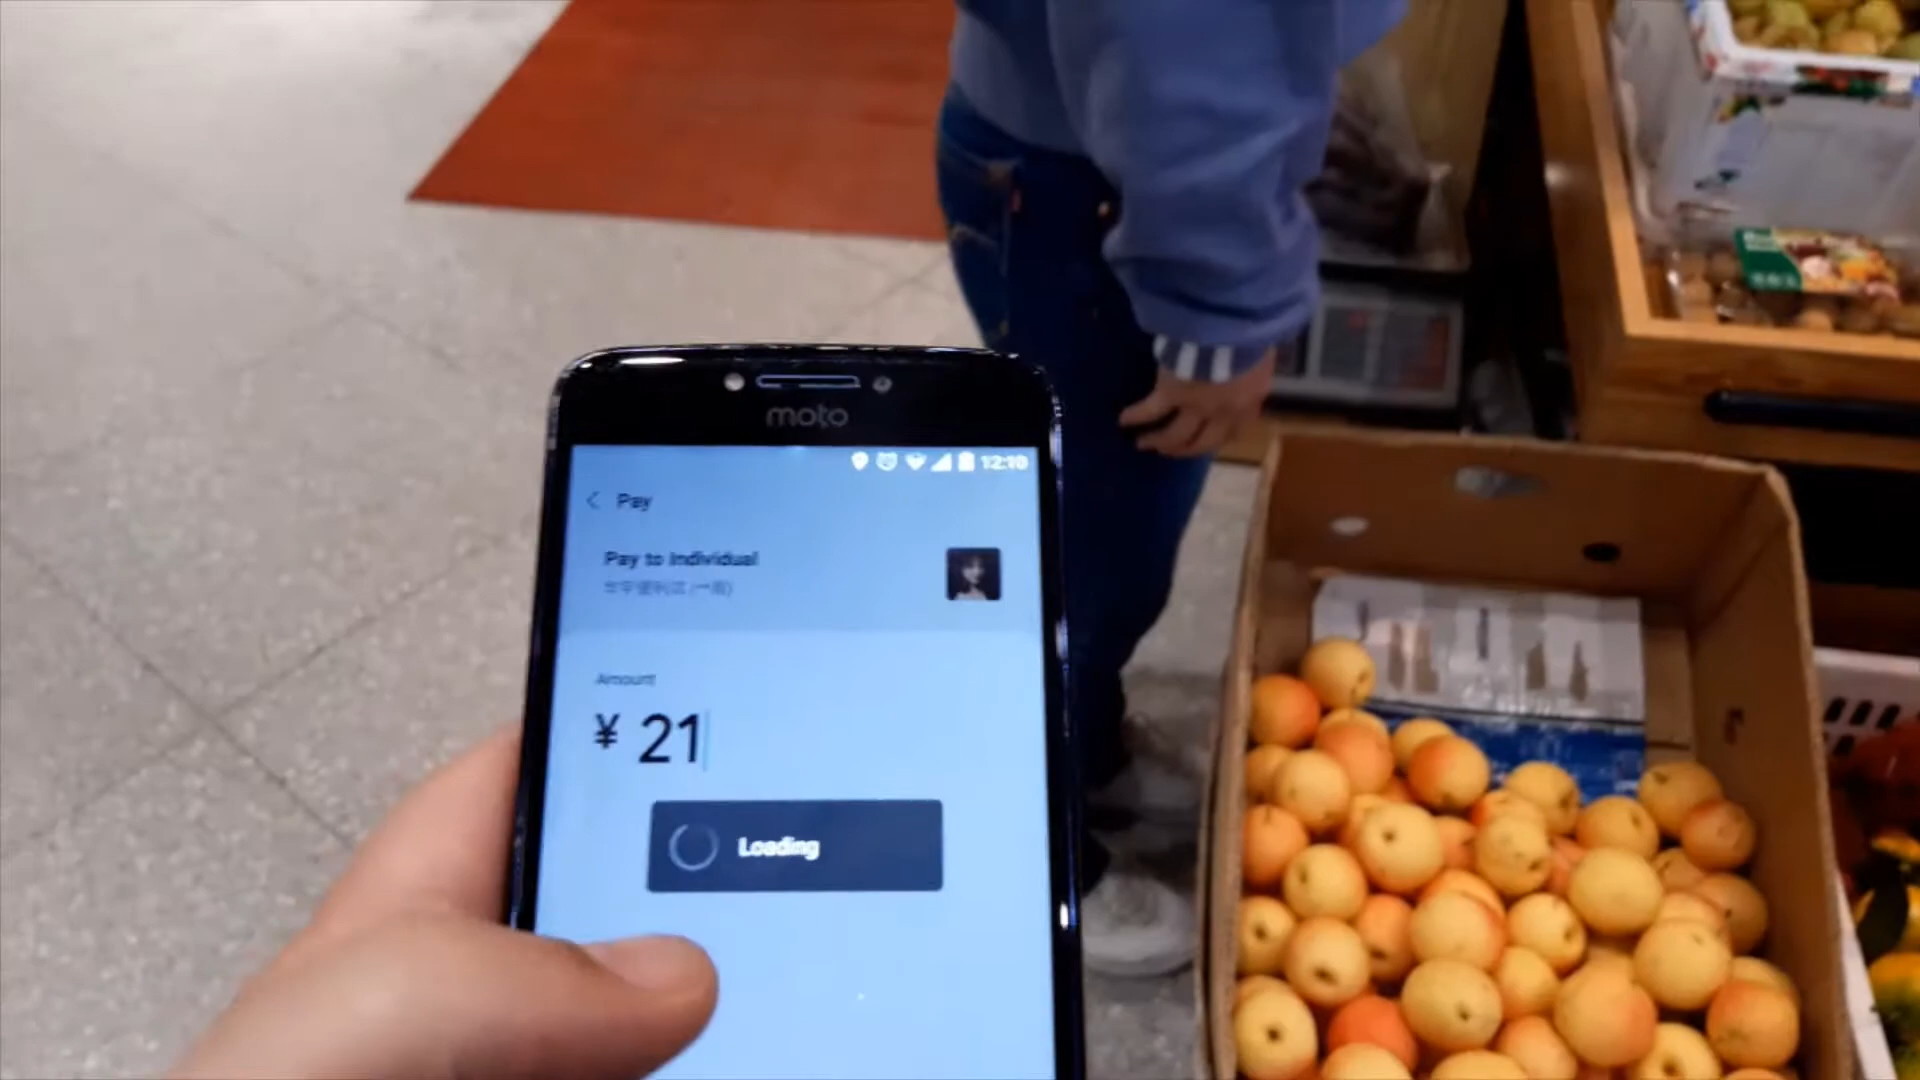 moto
12:10
Pay
Pay to Individual
Amount
¥ 21
Loading